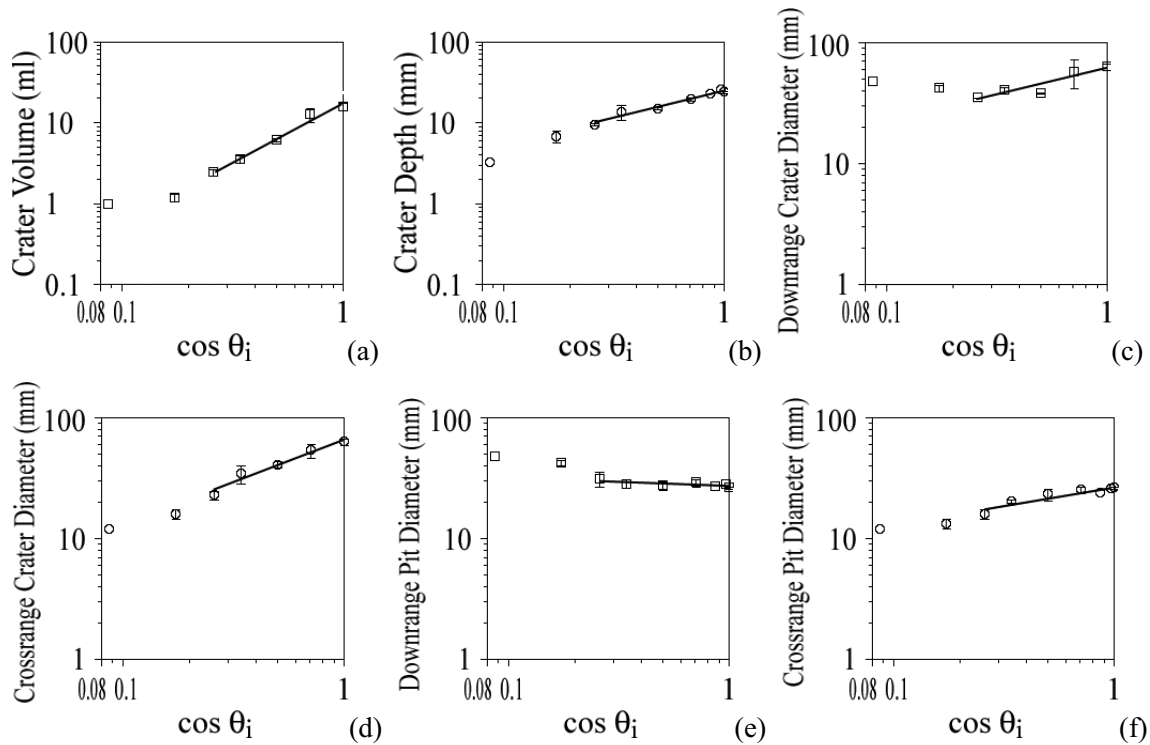 Crater Volume (ml)
100
10
1
0.1
0.08 0.1
1
cos θi
(a)
Crater Depth (mm)
100
10
1
0.1
0.08 0.1
1
cos θi
(b)
Downrange Crater Diameter (mm)
100
10
1
0.08 0.1
1
cos θi
(c)
Crossrange Crater Diameter (mm)
100
10
1
0.08 0.1
1
cos θi
(d)
Downrange Pit Diameter (mm)
100
10
1
0.08 0.1
1
cos θi
(e)
Crossrange Pit Diameter (mm)
100
10
1
0.08 0.1
1
cos θi
(f)